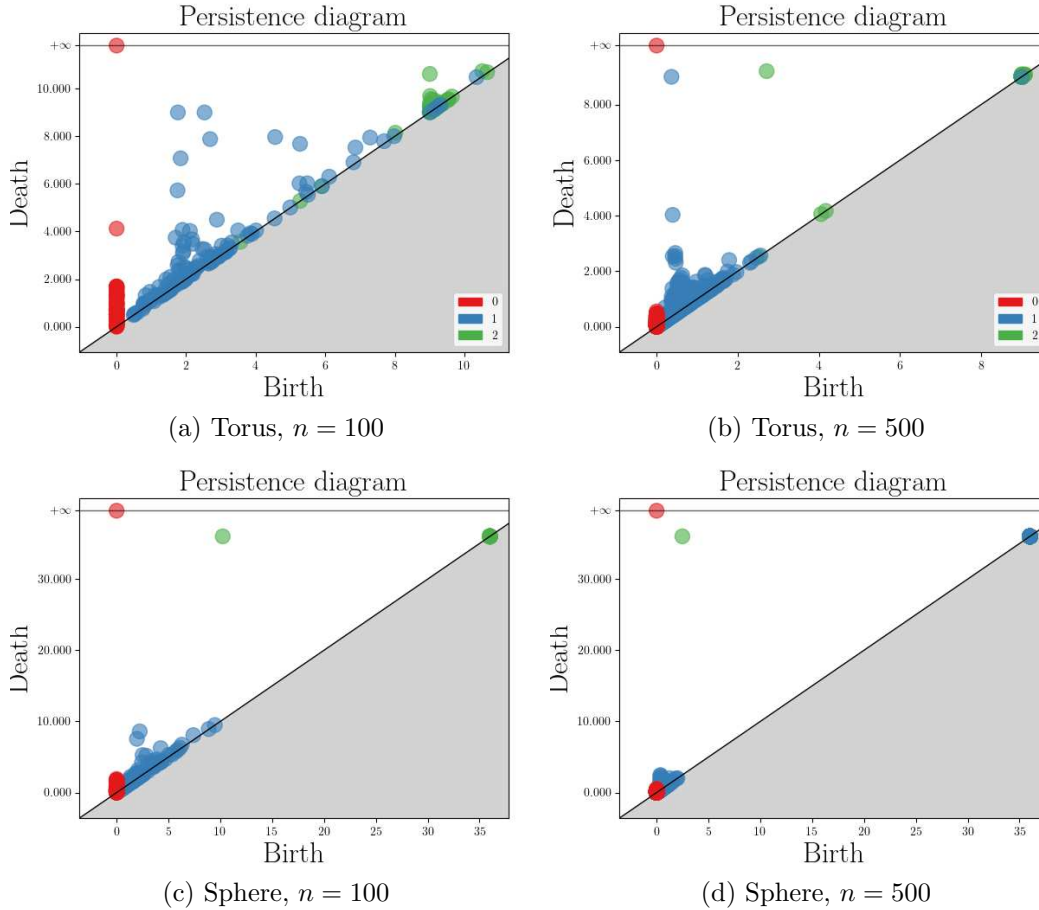 Persistence diagram
+∞
10.000
8.000
6.000
4.000
2.000
0.000
Death
0
1
2
0 2 4 6 8 10
Birth
(a) Torus, n = 100
Persistence diagram
+∞
8.000
6.000
4.000
2.000
0.000
Death
0
1
2
0 2 4 6 8
Birth
(b) Torus, n = 500
Persistence diagram
+∞
30.000
20.000
10.000
0.000
Death
0 5 10 15 20 25 30 35
Birth
(c) Sphere, n = 100
Persistence diagram
+∞
30.000
20.000
10.000
0.000
Death
0 5 10 15 20 25 30 35
Birth
(d) Sphere, n = 500